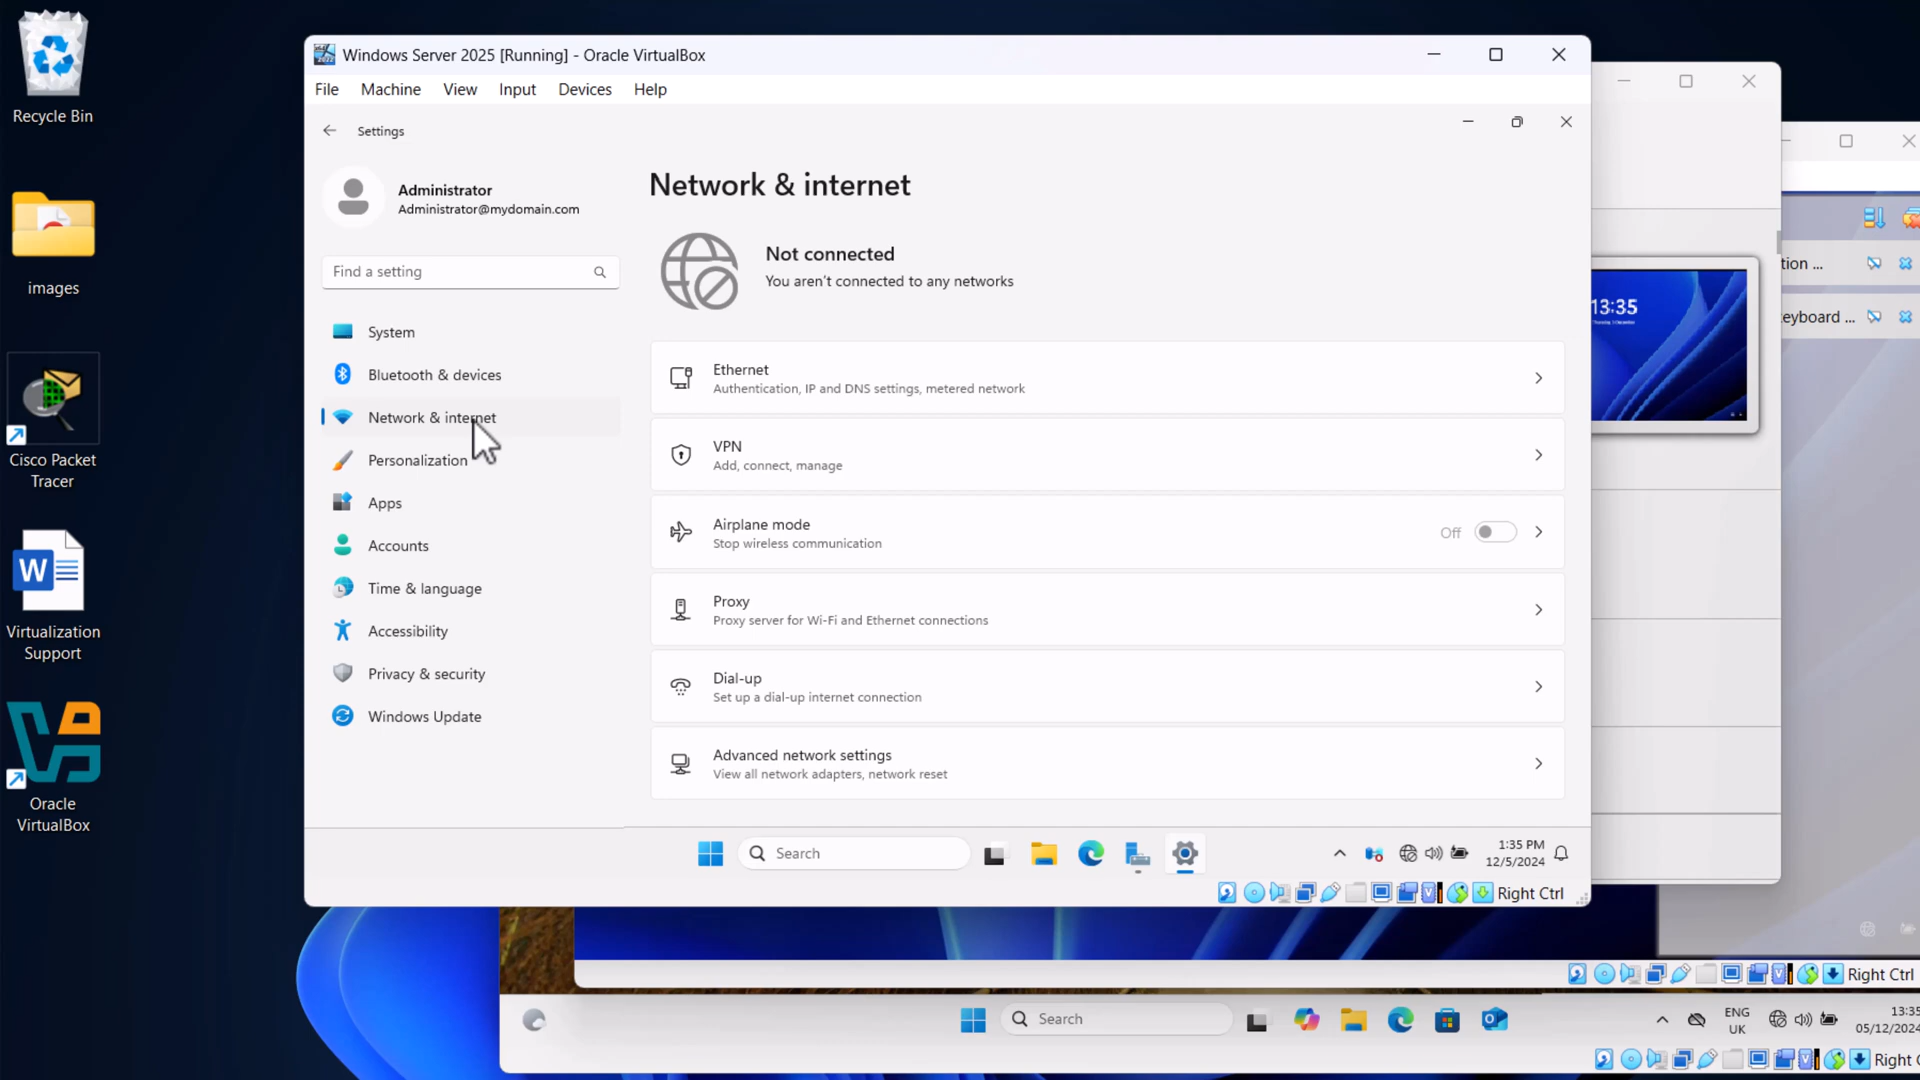 Recycle Bin
images
Cisco Packet
Tracer
Virtualization
Support
Oracle
VirtualBox
Windows Server 2025 [Running] - Oracle VirtualBox
File Machine View Input Devices Help
Settings
Administrator
Administrator@mydomain.com
Find a setting
System
Bluetooth & devices
Network & internet
Personalization
Apps
Accounts
Time & language
Accessibility
Privacy & security
Windows Update
Network & internet
Not connected
You aren't connected to any networks
Ethernet
Authentication, IP and DNS settings, metered network
VPN
Add, connect, manage
Airplane mode
Stop wireless communication
Off
Proxy
Proxy server for Wi-Fi and Ethernet connections
Dial-up
Set up a dial-up internet connection
Advanced network settings
View all network adapters, network reset
Search
1:35 PM
12/5/2024
Right Ctrl
13:35
tion ...
eyboard ...
Right Ctrl
Search
ENG
UK
13:35
05/12/2024
Right